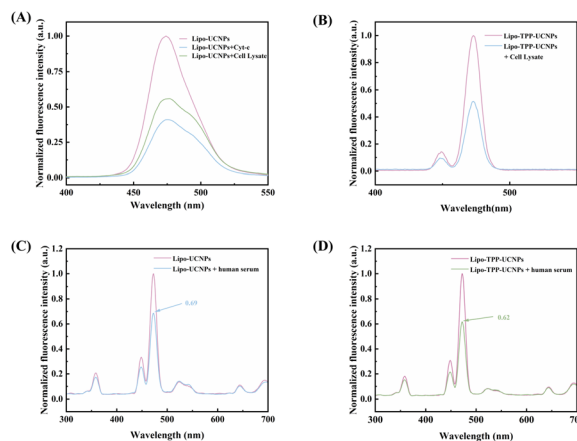 (A)
Normalized fluorescence intensity (a.u.)
1.00
0.75
0.50
0.25
0.00
Lipo-UCNPs
Lipo-UCNPs+Cyt-c
Lipo-UCNPs+Cell Lysate
400
450
500
550
Wavelength (nm)
(B)
Normalized fluorescence intensity (a.u.)
1.0
0.8
0.6
0.4
0.2
0.0
Lipo-TPP-UCNPs
Lipo-TPP-UCNPs
+ Cell Lysate
400
500
Wavelength(nm)
(C)
Normalized fluorescence intensity (a.u.)
1.2
1.0
0.8
0.6
0.4
0.2
0.0
Lipo-UCNPs
Lipo-UCNPs + human serum
0.69
300
400
500
600
700
Wavelength (nm)
(D)
Normalized fluorescence intensity (a.u.)
1.2
1.0
0.8
0.6
0.4
0.2
0.0
Lipo-TPP-UCNPs
Lipo-TPP-UCNPs + human serum
0.62
300
400
500
600
700
Wavelength (nm)